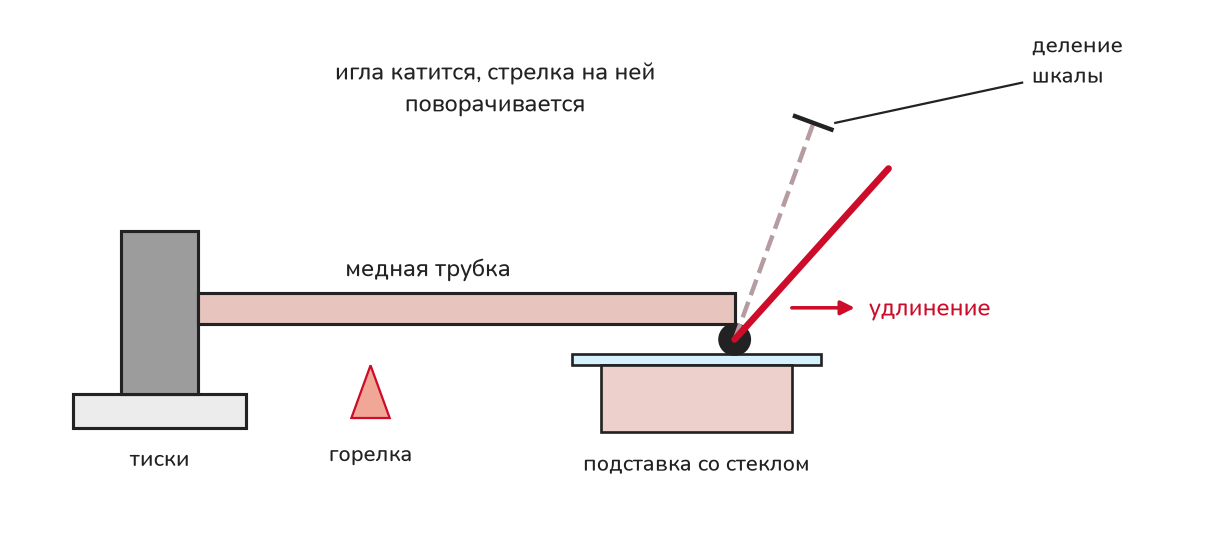 деление
шкалы
игла катится, стрелка на ней
поворачивается
медная трубка
удлинение
тиски
горелка
подставка со стеклом